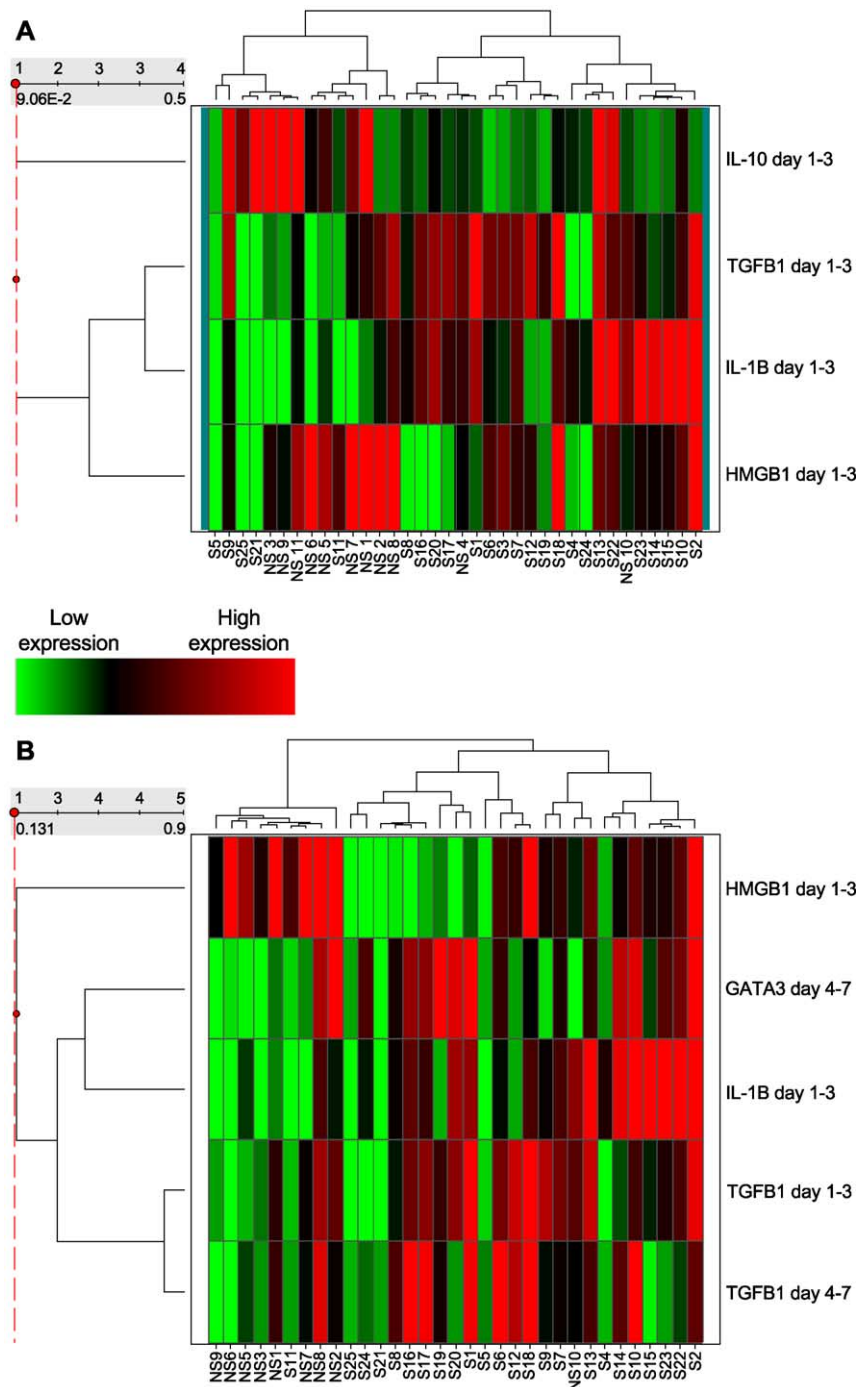 A
1 2 3 3 4
9.06E-2 0.5
IL-10 day 1-3
TGFB1 day 1-3
IL-1B day 1-3
HMGB1 day 1-3
S5 S9 S25 S21 NS 3 NS 9 NS 11 NS 6 NS 5 S11 NS 7 NS 1 NS 2 NS 8 S8 S16 S20 S17 NS 4 S1 S6 S3 S7 S12 S19 S18 S4 S24 S13 S22 NS 10 S23 S14 S15 S10 S2
Low High
expression expression
B
1 3 4 4 5
0.131 0.9
HMGB1 day 1-3
GATA3 day 4-7
IL-1B day 1-3
TGFB1 day 1-3
TGFB1 day 4-7
NS9 NS6 NS5 NS3 NS1 S11 NS7 NS8 NS2 S25 S24 S21 S8 S16 S17 S19 S20 S1 S5 S6 S12 S18 S9 S7 NS10 S13 S4 S14 S10 S15 S23 S22 S2